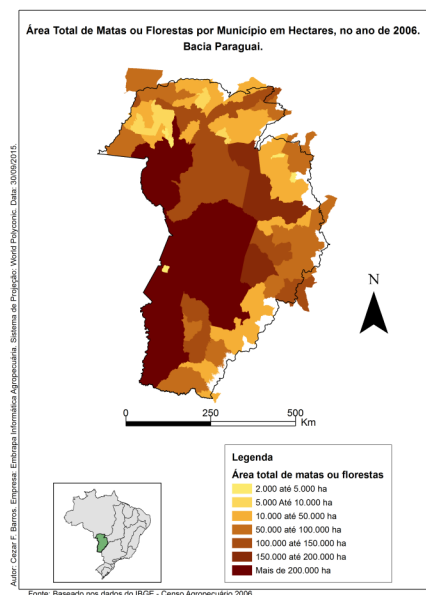 Área Total de Matas ou Florestas por Município em Hectares, no ano de 2006.
Bacia Paraguai.
Autor: Cezar F. Barros. Empresa: Embrapa Informática Agropecuária. Sistema de Projeção: World Polyconic. Data: 30/09/2015.
N
0 250 500
Km
Legenda
Área total de matas ou florestas
2.000 até 5.000 ha
5.000 Até 10.000 ha
10.000 até 50.000 ha
50.000 até 100.000 ha
100.000 até 150.000 ha
150.000 até 200.000 ha
Mais de 200.000 ha
Fonte: Baseado nos dados do IBGE - Censo Agropecuário 2006